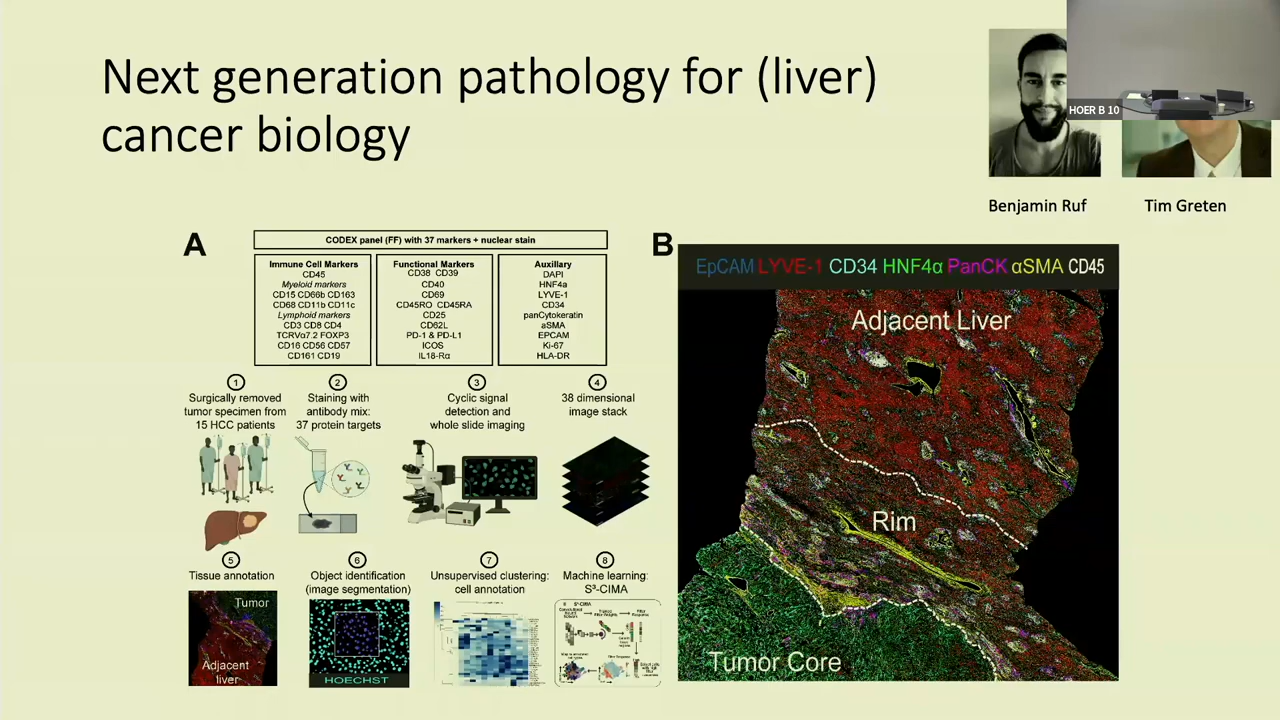 Next generation pathology for (liver)
cancer biology
HOER B 10
Benjamin Ruf
Tim Greten
A
CODEX panel (FF) with 37 markers + nuclear stain
Immune Cell Markers
CD45
Myeloid markers
CD15 CD66b CD163
CD68 CD11b CD11c
Lymphoid markers
CD3 CD8 CD4
TCRVα7.2 FOXP3
CD16 CD56 CD57
CD161 CD19
Functional Markers
CD38 CD39
CD40
CD69
CD45RO CD45RA
CD25
CD62L
PD-1 & PD-L1
ICOS
IL18-Rα
Auxillary
DAPI
HNF4a
LYVE-1
CD34
panCytokeratin
aSMA
EPCAM
Ki-67
HLA-DR
1
Surgically removed
tumor specimen from
15 HCC patients
2
Staining with
antibody mix:
37 protein targets
3
Cyclic signal
detection and
whole slide imaging
4
38 dimensional
image stack
5
Tissue annotation
Tumor
Adjacent
liver
6
Object identification
(image segmentation)
HOECHST
7
Unsupervised clustering:
cell annotation
8
Machine learning:
S³-CIMA
B
EpCAM LYVE-1 CD34 HNF4α PanCK αSMA CD45
Adjacent Liver
Rim
Tumor Core